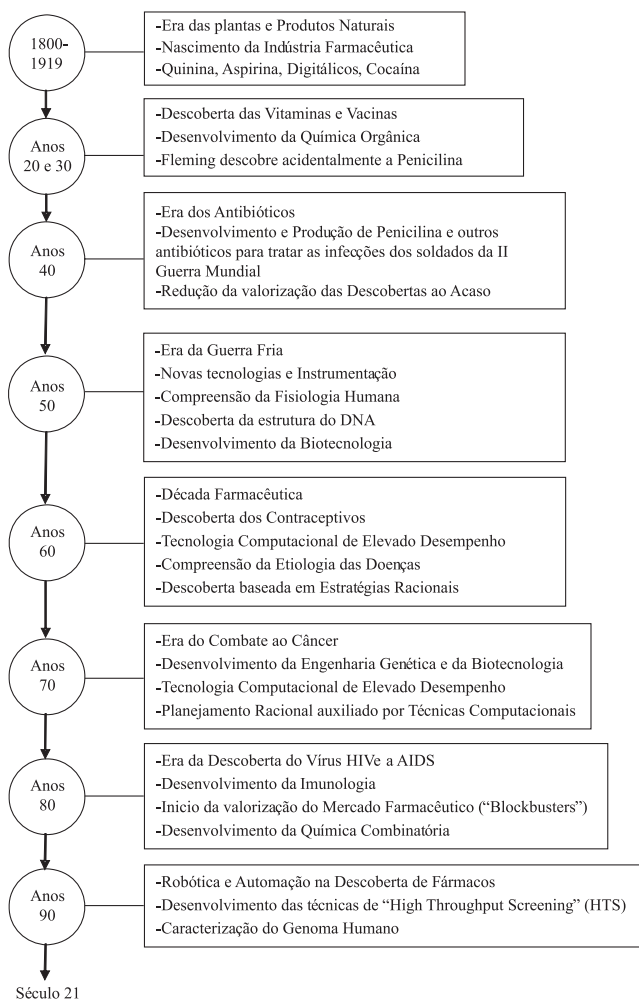 1800-
1919
-Era das plantas e Produtos Naturais
-Nascimento da Indústria Farmacêutica
-Quinina, Aspirina, Digitálicos, Cocaína
Anos
20 e 30
-Descoberta das Vitaminas e Vacinas
-Desenvolvimento da Química Orgânica
-Fleming descobre acidentalmente a Penicilina
Anos
40
-Era dos Antibióticos
-Desenvolvimento e Produção de Penicilina e outros
antibióticos para tratar as infecções dos soldados da II
Guerra Mundial
-Redução da valorização das Descobertas ao Acaso
Anos
50
-Era da Guerra Fria
-Novas tecnologias e Instrumentação
-Compreensão da Fisiologia Humana
-Descoberta da estrutura do DNA
-Desenvolvimento da Biotecnologia
Anos
60
-Década Farmacêutica
-Descoberta dos Contraceptivos
-Tecnologia Computacional de Elevado Desempenho
-Compreensão da Etiologia das Doenças
-Descoberta baseada em Estratégias Racionais
Anos
70
-Era do Combate ao Câncer
-Desenvolvimento da Engenharia Genética e da Biotecnologia
-Tecnologia Computacional de Elevado Desempenho
-Planejamento Racional auxiliado por Técnicas Computacionais
Anos
80
-Era da Descoberta do Vírus HIVe a AIDS
-Desenvolvimento da Imunologia
-Inicio da valorização do Mercado Farmacêutico (“Blockbusters”)
-Desenvolvimento da Química Combinatória
Anos
90
-Robótica e Automação na Descoberta de Fármacos
-Desenvolvimento das técnicas de “High Throughput Screening” (HTS)
-Caracterização do Genoma Humano
Século 21